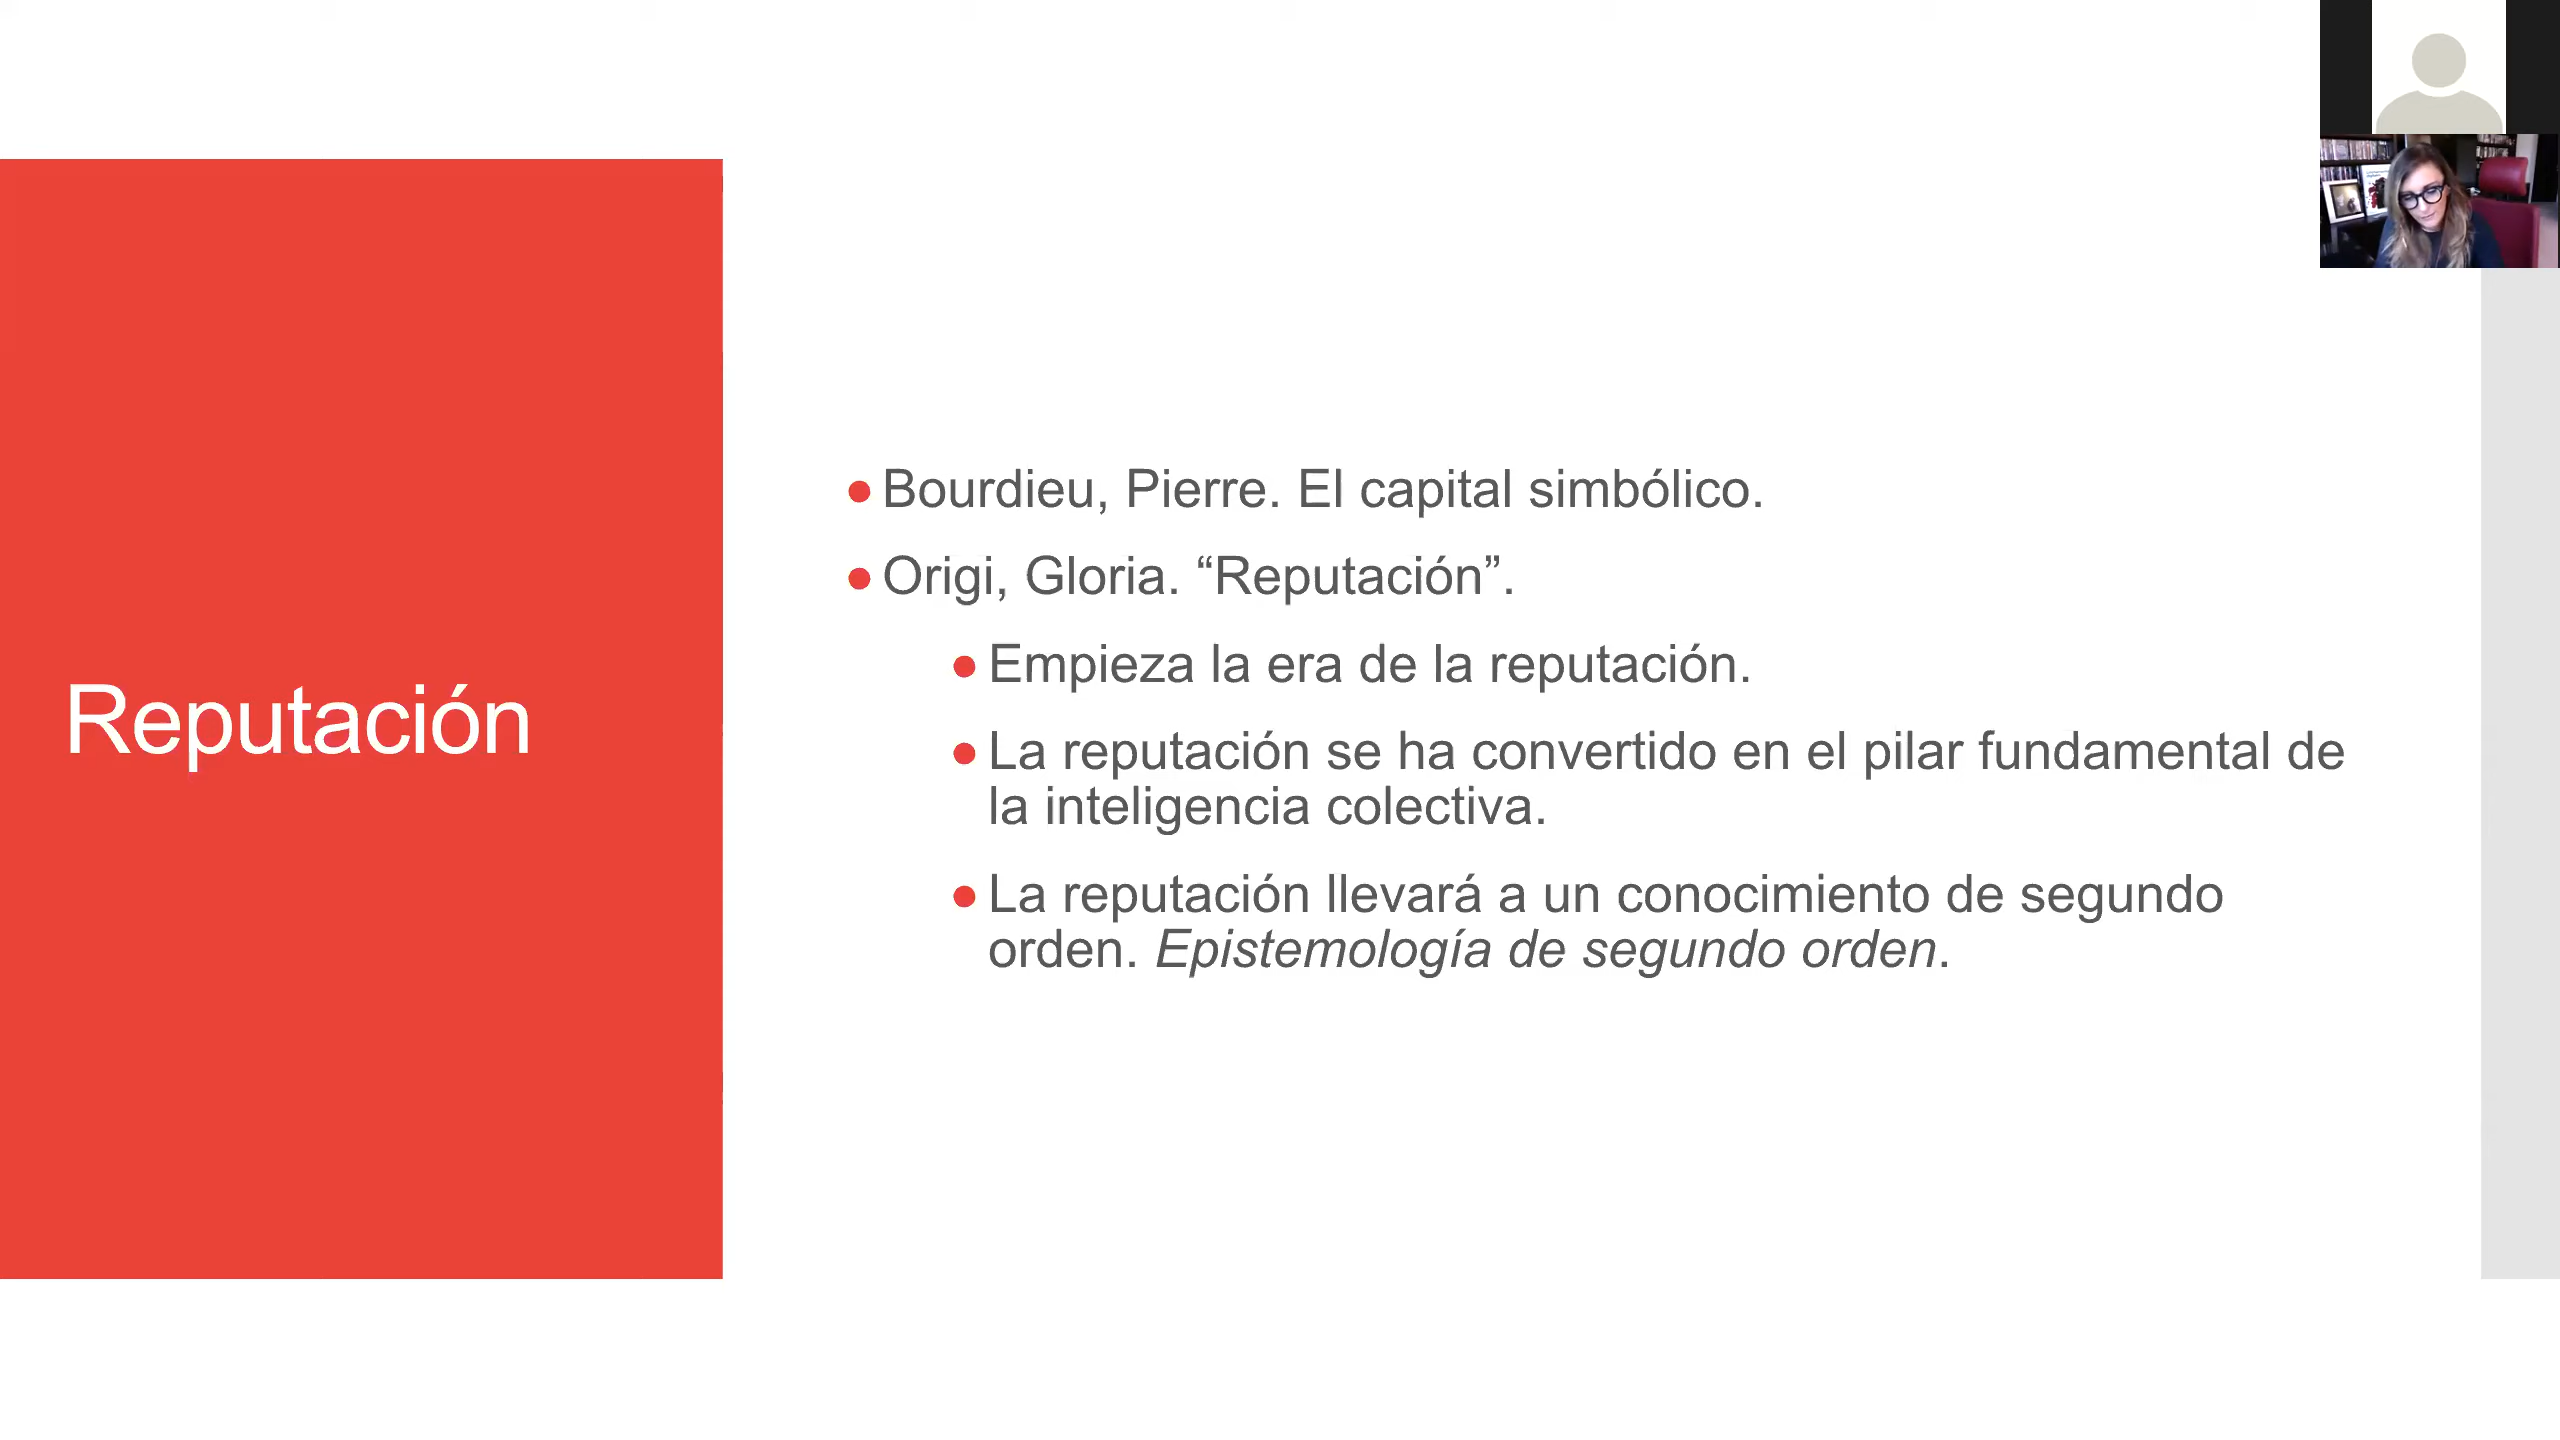 Reputación
● Bourdieu, Pierre. El capital simbólico.
● Origi, Gloria. “Reputación”.
● Empieza la era de la reputación.
● La reputación se ha convertido en el pilar fundamental de
la inteligencia colectiva.
● La reputación llevará a un conocimiento de segundo
orden. Epistemología de segundo orden.